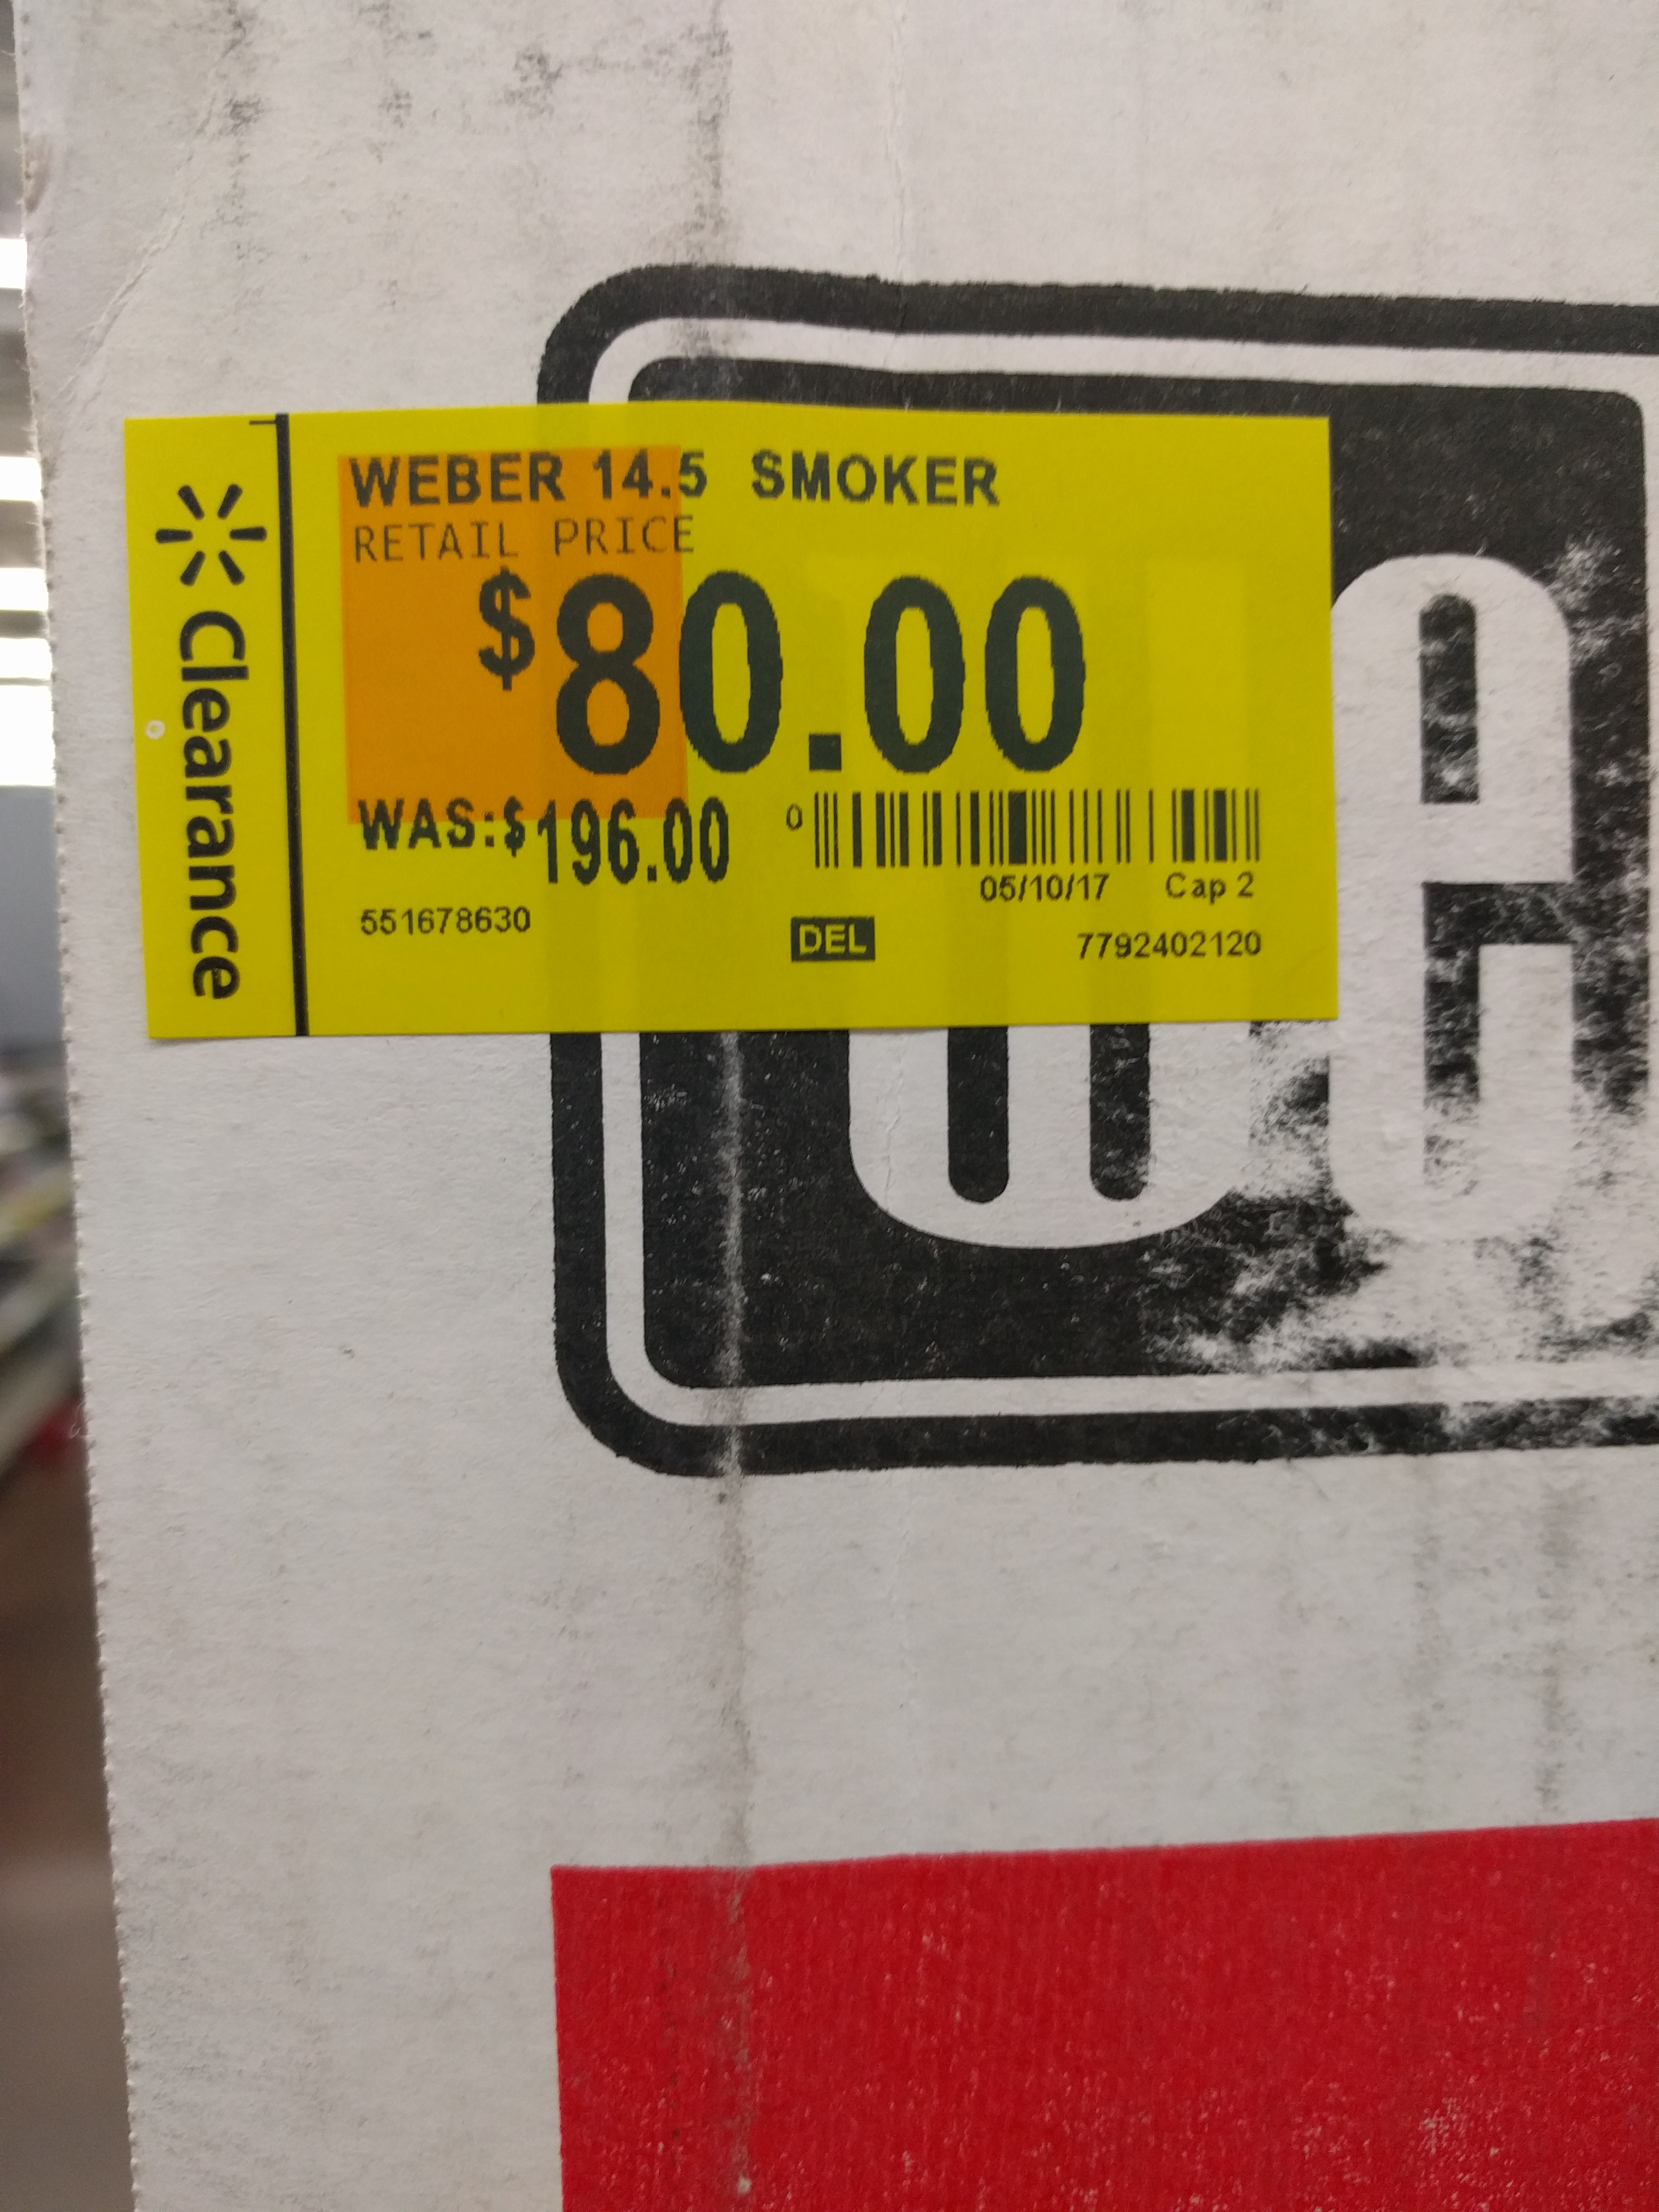 Clearance
WEBER 14.5 SMOKER
RETAIL PRICE
$80.00
WAS:$196.00
0
05/10/17 Cap 2
551678630
DEL
7792402120
we